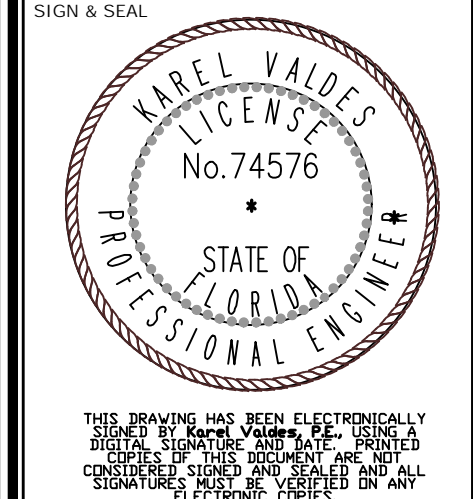 SIGN & SEAL
KAREL VALDES
LICENSE
No.74576
*
STATE OF
FLORIDA
PROFESSIONAL ENGINEER
*
THIS DRAWING HAS BEEN ELECTRONICALLY
SIGNED BY Karel Valdes, P.E., USING A
DIGITAL SIGNATURE AND DATE. PRINTED
COPIES OF THIS DOCUMENT ARE NOT
CONSIDERED SIGNED AND SEALED AND ALL
SIGNATURES MUST BE VERIFIED ON ANY
ELECTRONIC COPIES